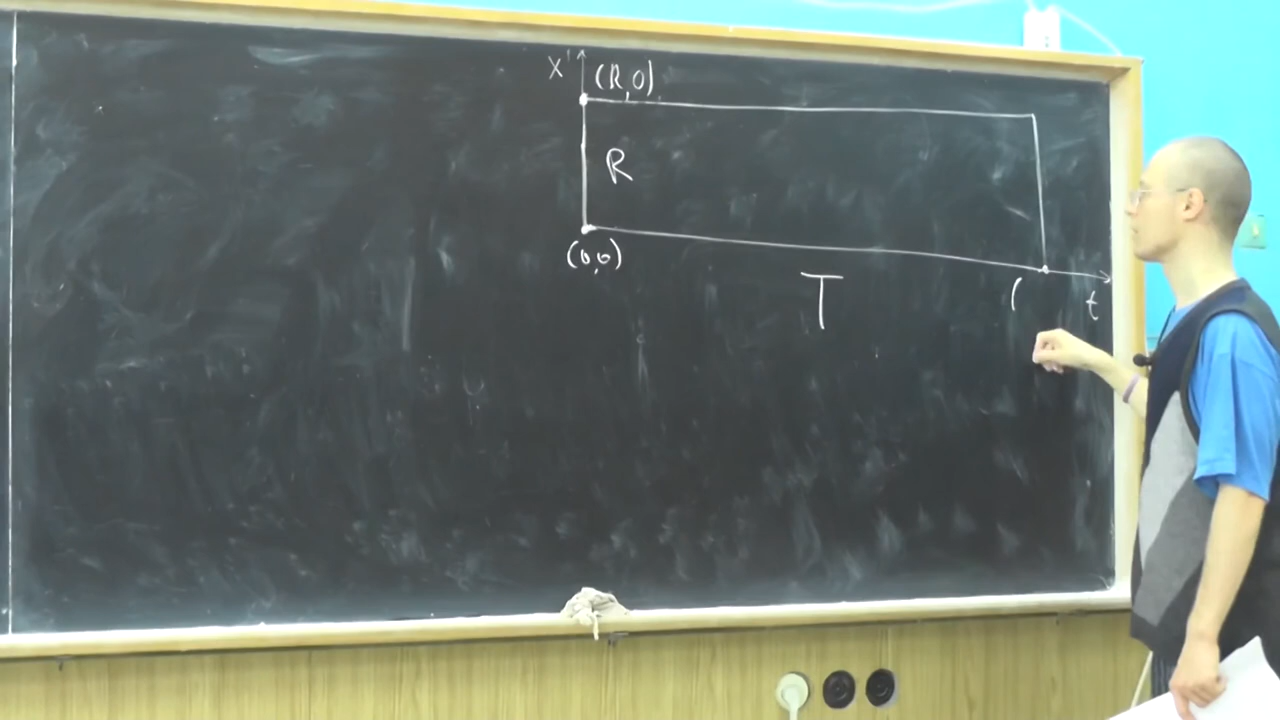 x' (R,0)
R
(0,0)
T ( t